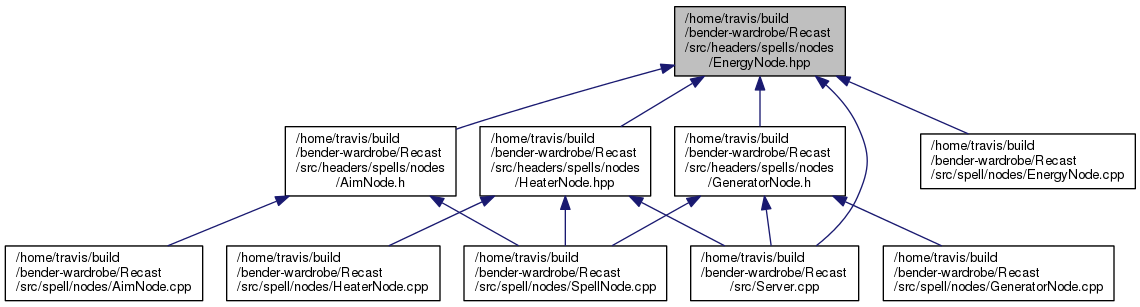 /home/travis/build
/bender-wardrobe/Recast
/src/headers/spells/nodes
/EnergyNode.hpp
/home/travis/build
/bender-wardrobe/Recast
/src/headers/spells/nodes
/AimNode.h
/home/travis/build
/bender-wardrobe/Recast
/src/headers/spells/nodes
/HeaterNode.hpp
/home/travis/build
/bender-wardrobe/Recast
/src/headers/spells/nodes
/GeneratorNode.h
/home/travis/build
/bender-wardrobe/Recast
/src/spell/nodes/EnergyNode.cpp
/home/travis/build
/bender-wardrobe/Recast
/src/spell/nodes/AimNode.cpp
/home/travis/build
/bender-wardrobe/Recast
/src/spell/nodes/HeaterNode.cpp
/home/travis/build
/bender-wardrobe/Recast
/src/spell/nodes/SpellNode.cpp
/home/travis/build
/bender-wardrobe/Recast
/src/Server.cpp
/home/travis/build
/bender-wardrobe/Recast
/src/spell/nodes/GeneratorNode.cpp